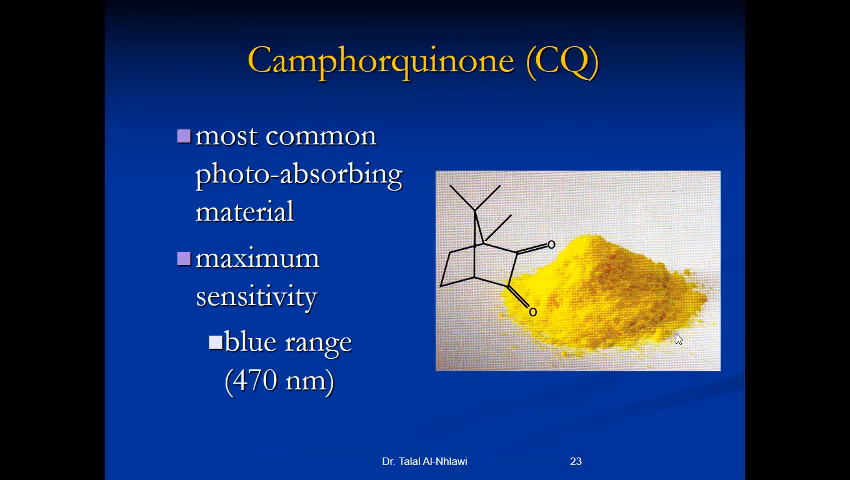 Camphorquinone (CQ)
most common
photo-absorbing
material
maximum
sensitivity
blue range
(470 nm)
O
O
Dr. Talal Al-Nhlawi
23